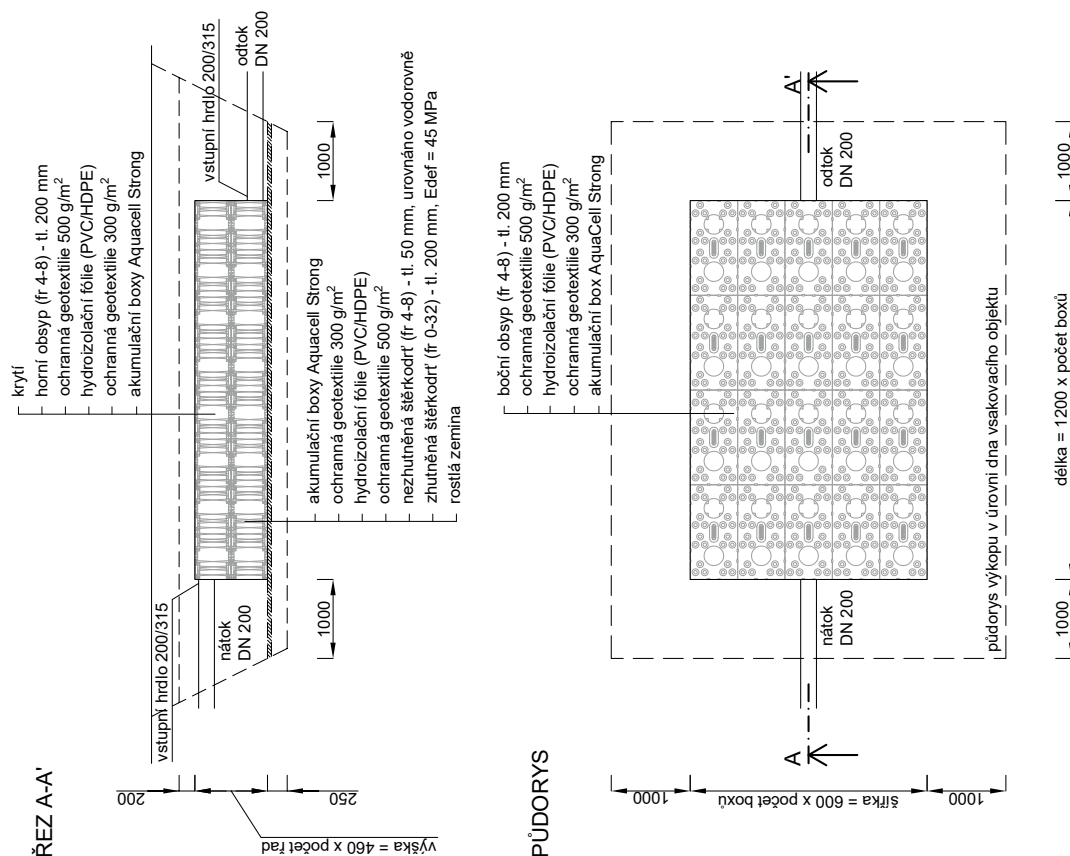 ŘEZ A-A'
krytí
horní obsyp (fr 4-8) - tl. 200 mm
ochranná geotextilie 500 g/m²
hydroizolační fólie (PVC/HDPE)
ochranná geotextilie 300 g/m²
akumulační boxy Aquacell Strong
vstupní hrdlo 200/315
nátok
DN 200
vstupní hrdlo 200/315
odtok
DN 200
1000
1000
akumulační boxy Aquacell Strong
ochranná geotextilie 300 g/m²
hydroizolační fólie (PVC/HDPE)
ochranná geotextilie 500 g/m²
nezhutněná štěrkodrť (fr 4-8) - tl. 50 mm, urovnáno vodorovně
zhutněná štěrkodrť (fr 0-32) - tl. 200 mm, Edef = 45 MPa
rostlá zemina
200
250
výška = 460 x počet řad
PŮDORYS
boční obsyp (fr 4-8) - tl. 200 mm
ochranná geotextilie 500 g/m²
hydroizolační fólie (PVC/HDPE)
ochranná geotextilie 300 g/m²
akumulační box AquaCell Strong
A
A'
nátok
DN 200
odtok
DN 200
půdorys výkopu v úrovni dna vsakovacího objektu
1000
šířka = 600 x počet boxů
1000
1000
délka = 1200 x počet boxů
1000